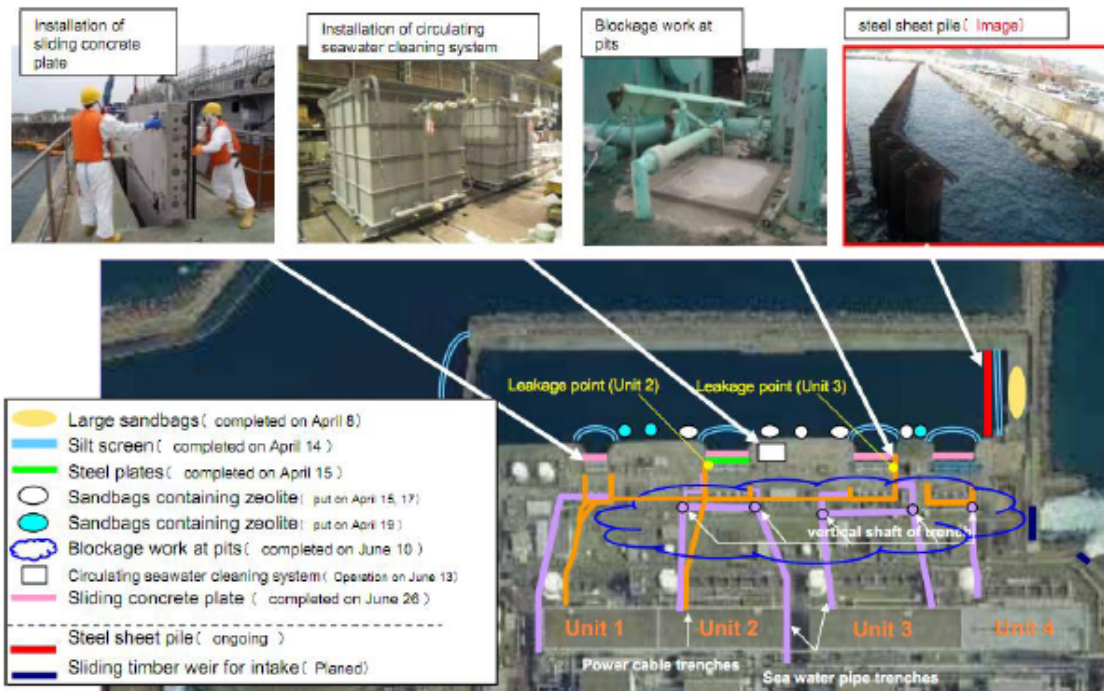 Installation of
sliding concrete
plate
Installation of circulating
seawater cleaning system
Blockage work at
pits
steel sheet pile( Image)
Leakage point (Unit 2)
Leakage point (Unit 3)
Large sandbags( completed on April 8)
Silt screen( completed on April 14)
Steel plates( completed on April 15)
Sandbags containing zeolite( put on April 15, 17)
Sandbags containing zeolite( put on April 19)
Blockage work at pits( completed on June 10)
Circulating seawater cleaning system( Operation on June 13)
Sliding concrete plate ( completed on June 26)
Steel sheet pile( ongoing )
Sliding timber weir for intake( Planed)
vertical shaft of trench
Unit 1
Unit 2
Unit 3
Unit 4
Power cable trenches
Sea water pipe trenches